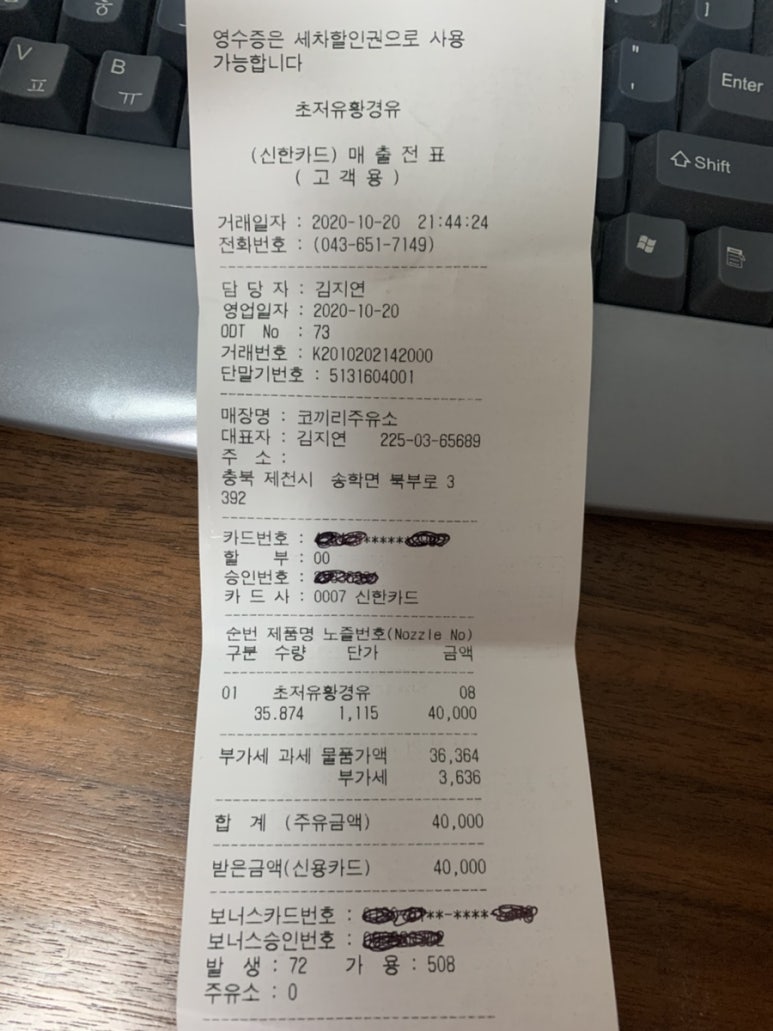 영수증은 세차할인권으로 사용
가능합니다
초저유황경유
(신한카드) 매 출 전 표
( 고 객 용 )
거래일자 : 2020-10-20 21:44:24
전화번호 : (043-651-7149)
담 당 자 : 김지연
영업일자 : 2020-10-20
ODT No : 73
거래번호 : K2010202142000
단말기번호 : 5131604001
매장명 : 코끼리주유소
대표자 : 김지연 225-03-65689
주 소 :
충북 제천시 송학면 북부로 3
392
카드번호 : *****
할 부 : 00
승인번호 :
카 드 사 : 0007 신한카드
순번 제품명 노즐번호(Nozzle No)
구분 수량 단가 금액
01 초저유황경유 08
35.874 1,115 40,000
부가세 과세 물품가액 36,364
부가세 3,636
합 계 (주유금액) 40,000
받은금액(신용카드) 40,000
보너스카드번호 : **-****
보너스승인번호 :
발 생 : 72 가 용 : 508
주유소 : 0
V
ㅍ
B
ㅠ
ㅎ
"
'
Enter
Shift